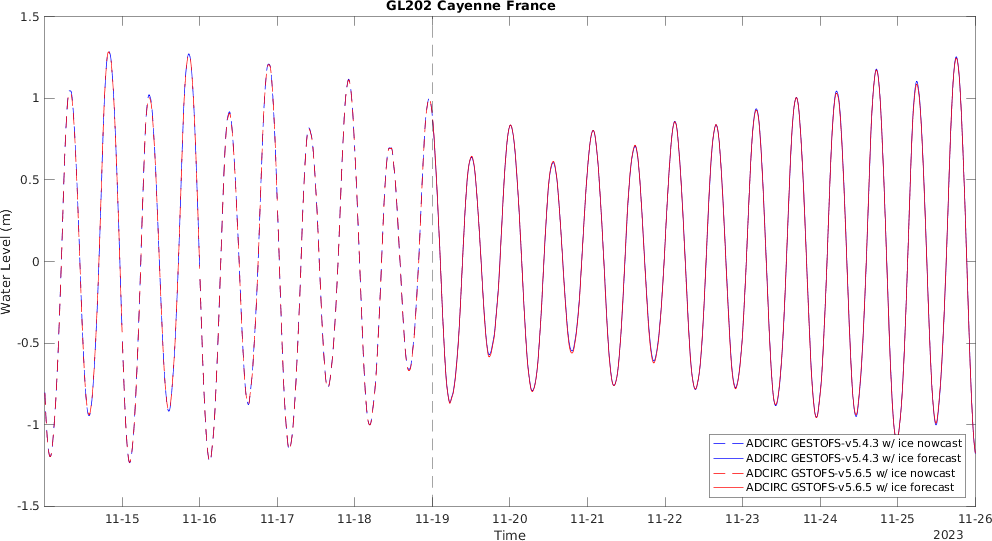 GL202 Cayenne France
1.5
1
0.5
0
-0.5
-1
-1.5
Water Level (m)
11-15 11-16 11-17 11-18 11-19 11-20 11-21 11-22 11-23 11-24 11-25 11-26
Time
2023
ADCIRC GESTOFS-v5.4.3 w/ ice nowcast
ADCIRC GESTOFS-v5.4.3 w/ ice forecast
ADCIRC GSTOFS-v5.6.5 w/ ice nowcast
ADCIRC GSTOFS-v5.6.5 w/ ice forecast